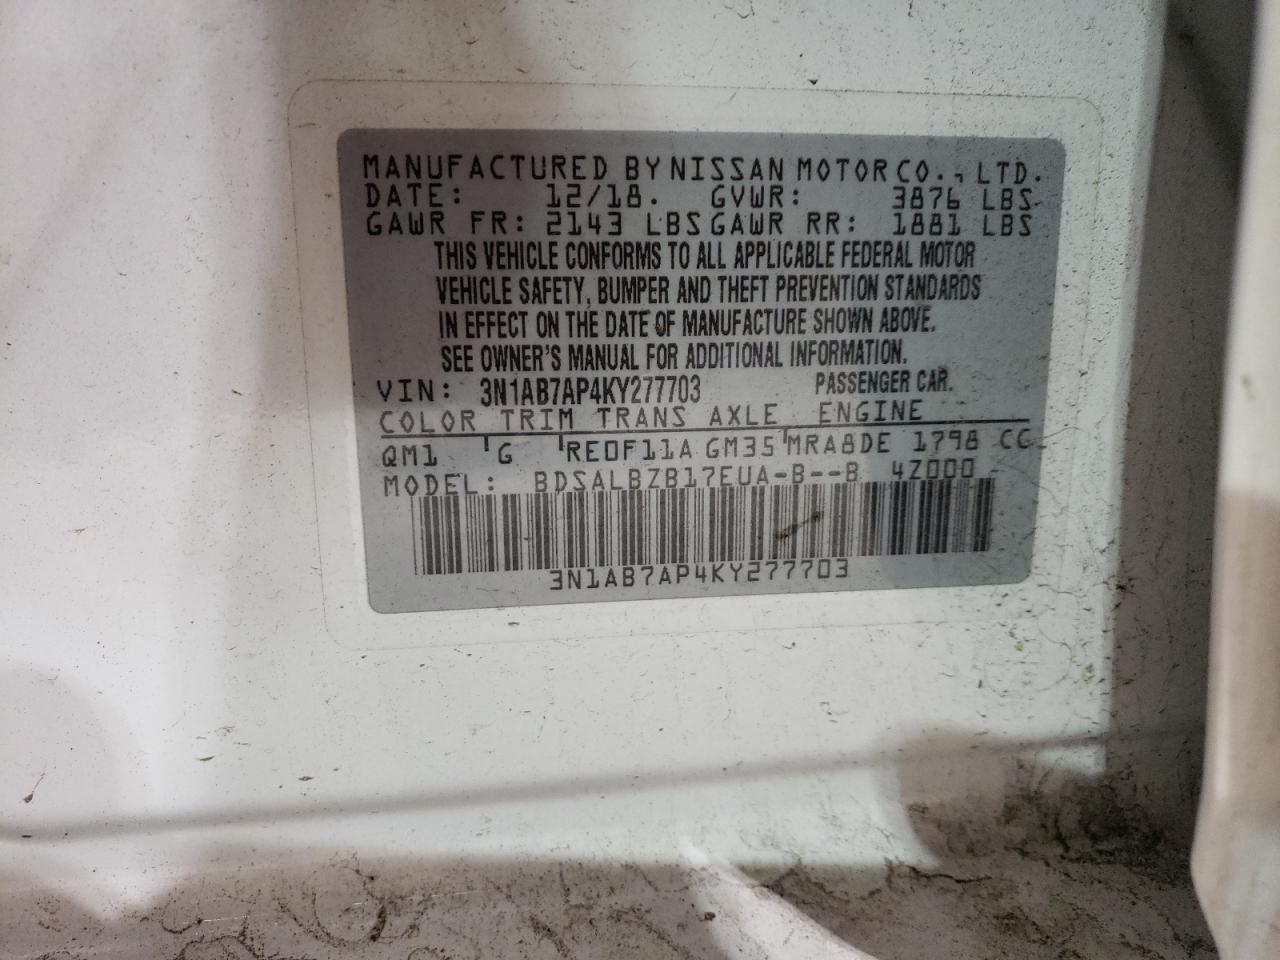 MANUFACTURED BY NISSAN MOTOR CO., LTD.
DATE: 12/18. GVWR: 3876 LBS
GAWR FR: 2143 LBS GAWR RR: 1881 LBS
THIS VEHICLE CONFORMS TO ALL APPLICABLE FEDERAL MOTOR
VEHICLE SAFETY, BUMPER AND THEFT PREVENTION STANDARDS
IN EFFECT ON THE DATE OF MANUFACTURE SHOWN ABOVE.
SEE OWNER'S MANUAL FOR ADDITIONAL INFORMATION.
VIN: 3N1AB7AP4KY277703 PASSENGER CAR.
COLOR TRIM TRANS AXLE ENGINE
QM1 G RE0F11A GM35 MRA8DE 1798 CC
MODEL: BDSALBZB17EUA-B--B 4Z000
3N1AB7AP4KY277703